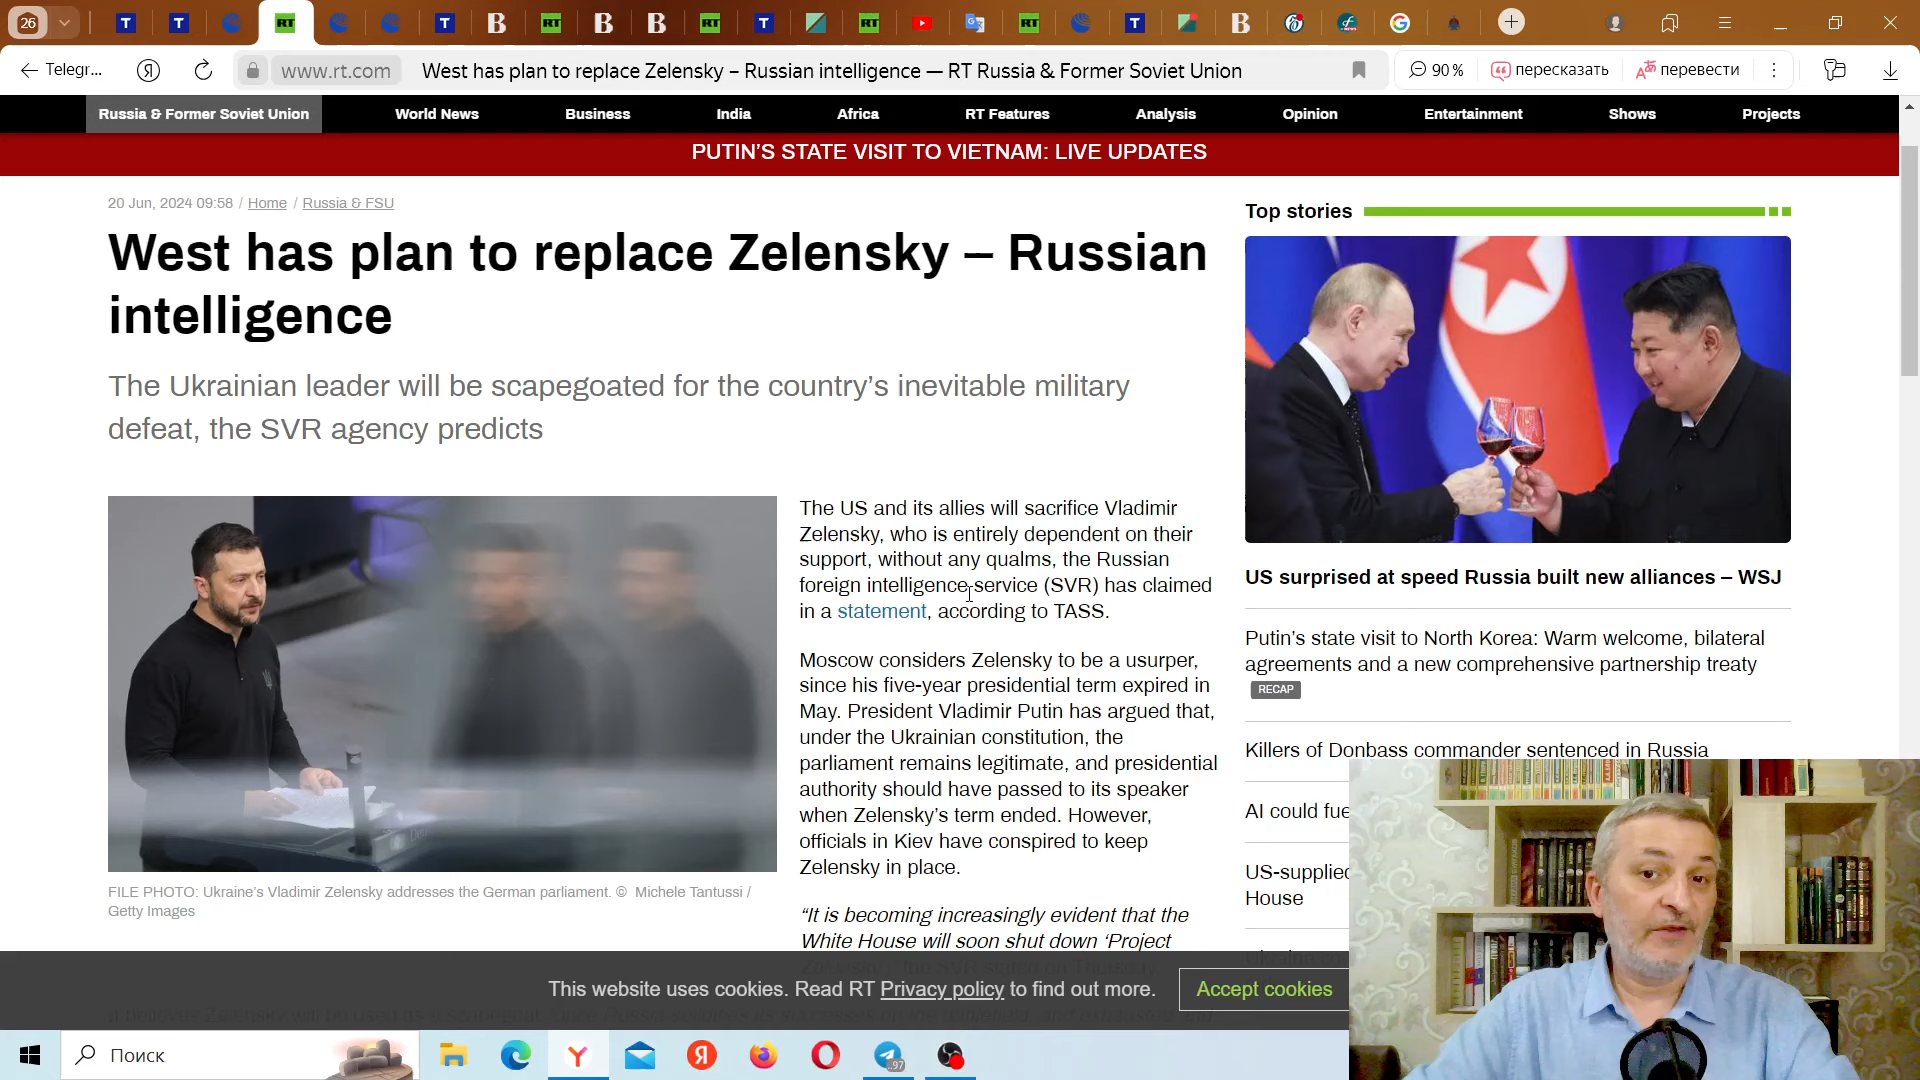 26
T
T
RT
T
B
RT
B
B
RT
T
RT
RT
T
B
Telegr...
Я
www.rt.com
West has plan to replace Zelensky – Russian intelligence — RT Russia & Former Soviet Union
90 %
пересказать
перевести
Russia & Former Soviet Union
World News
Business
India
Africa
RT Features
Analysis
Opinion
Entertainment
Shows
Projects
PUTIN'S STATE VISIT TO VIETNAM: LIVE UPDATES
20 Jun, 2024 09:58 / Home / Russia & FSU
West has plan to replace Zelensky – Russian
intelligence
The Ukrainian leader will be scapegoated for the country's inevitable military
defeat, the SVR agency predicts
FILE PHOTO: Ukraine's Vladimir Zelensky addresses the German parliament. © Michele Tantussi /
Getty Images
The US and its allies will sacrifice Vladimir
Zelensky, who is entirely dependent on their
support, without any qualms, the Russian
foreign intelligence service (SVR) has claimed
in a statement, according to TASS.
Moscow considers Zelensky to be a usurper,
since his five-year presidential term expired in
May. President Vladimir Putin has argued that,
under the Ukrainian constitution, the
parliament remains legitimate, and presidential
authority should have passed to its speaker
when Zelensky's term ended. However,
officials in Kiev have conspired to keep
Zelensky in place.
“It is becoming increasingly evident that the
White House will soon shut down ‘Project
Top stories
US surprised at speed Russia built new alliances – WSJ
Putin's state visit to North Korea: Warm welcome, bilateral
agreements and a new comprehensive partnership treaty
RECAP
Killers of Donbass commander sentenced in Russia
AI could fue
US-supplied
House
This website uses cookies. Read RT Privacy policy to find out more.
Accept cookies
Поиск
Я
97